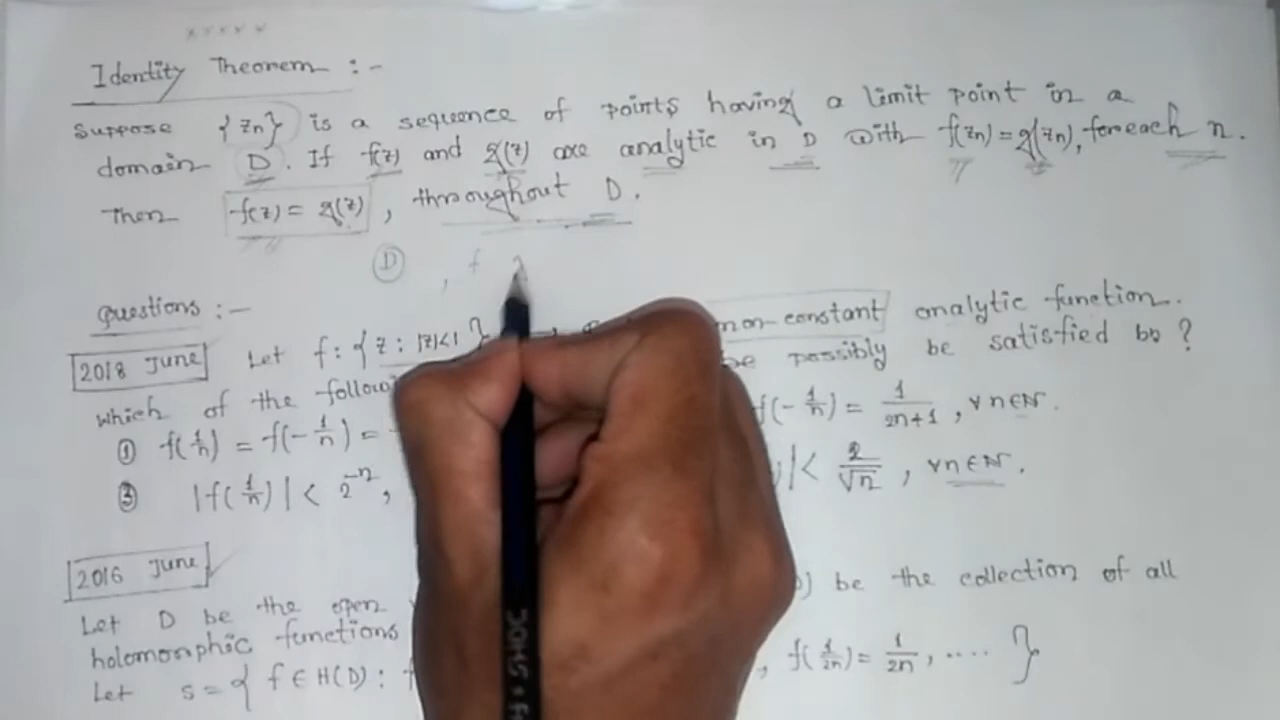 Identity Theorem :-
Suppose {zn} is a sequence of points having a limit point in a
domain D. If f(z) and g(z) are analytic in D with f(zn) = g(zn), for each n.
Then f(z) = g(z), throughout D.
D , f
Questions :-
2018 June Let f: {z : |z|<1} non-constant analytic function.
which of the be possibly be satisfied by ?
① f(1/n) = f(-1/n) = f(-1/n) = 1/2n+1, ∀ n∈N.
③ |f(1/n)| < 2^-n, |< 2/√n, ∀n∈N.
2016 June
Let D be the open be the collection of all
holomorphic functions
Let S = { f ∈ H(D) : , f(1/2n) = 1/2n, .... }
SHOC